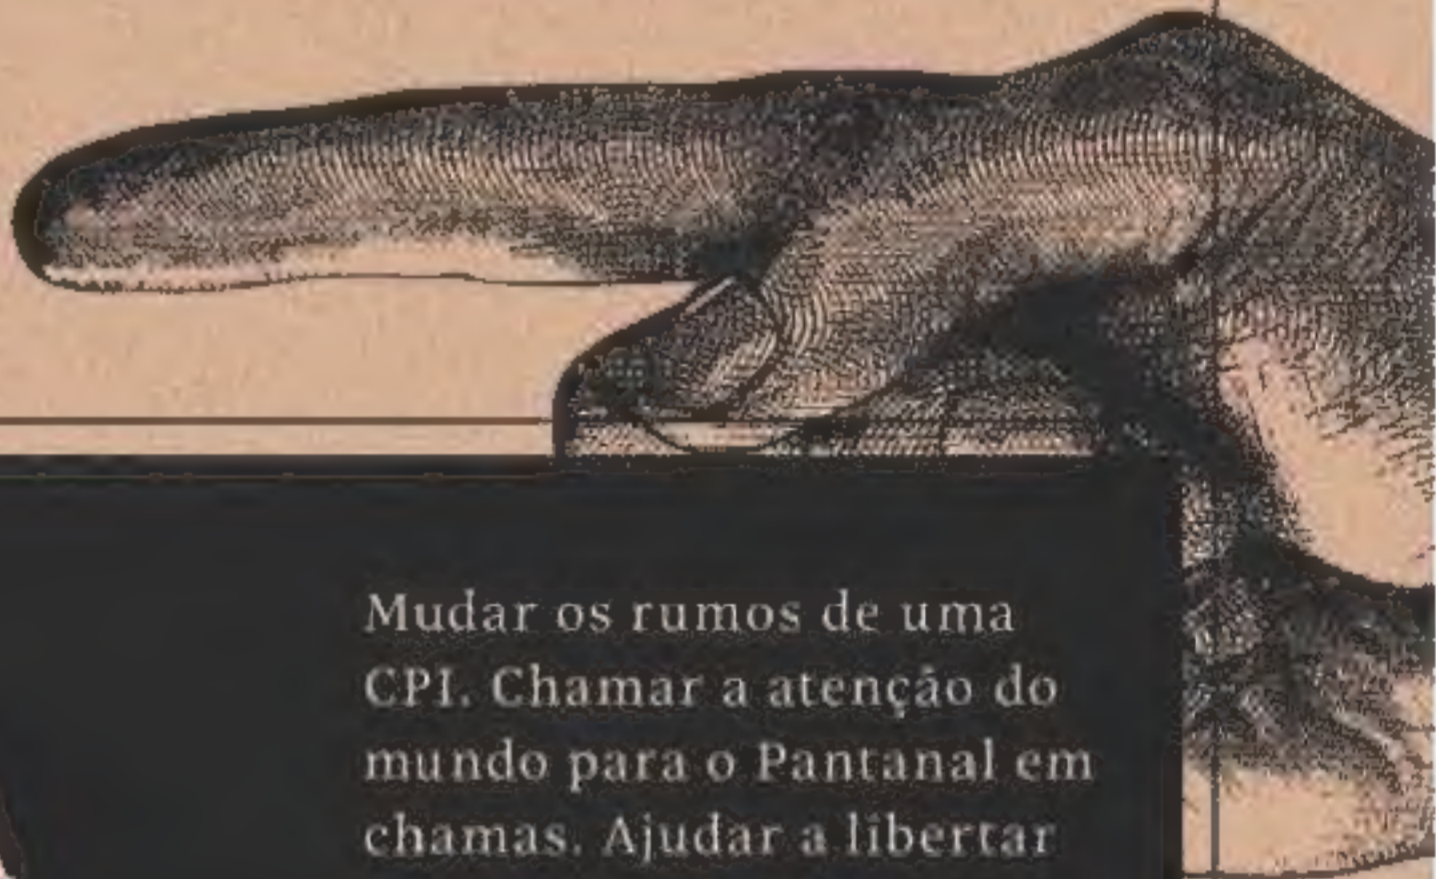 Mudar os rumos de uma
CPI. Chamar a atenção do
mundo para o Pantanal em
chamas. Ajudar a libertar